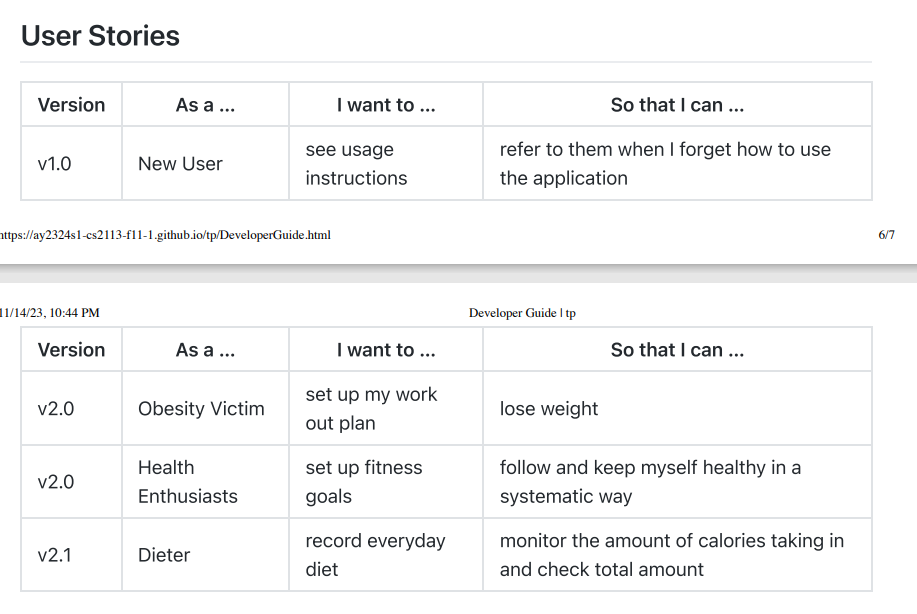 User Stories
Version As a ... I want to ... So that I can ...
v1.0 New User see usage instructions refer to them when I forget how to use the application
https://ay2324s1-cs2113-f11-1.github.io/tp/DeveloperGuide.html 6/7
11/14/23, 10:44 PM Developer Guide | tp
Version As a ... I want to ... So that I can ...
v2.0 Obesity Victim set up my work out plan lose weight
v2.0 Health Enthusiasts set up fitness goals follow and keep myself healthy in a systematic way
v2.1 Dieter record everyday diet monitor the amount of calories taking in and check total amount